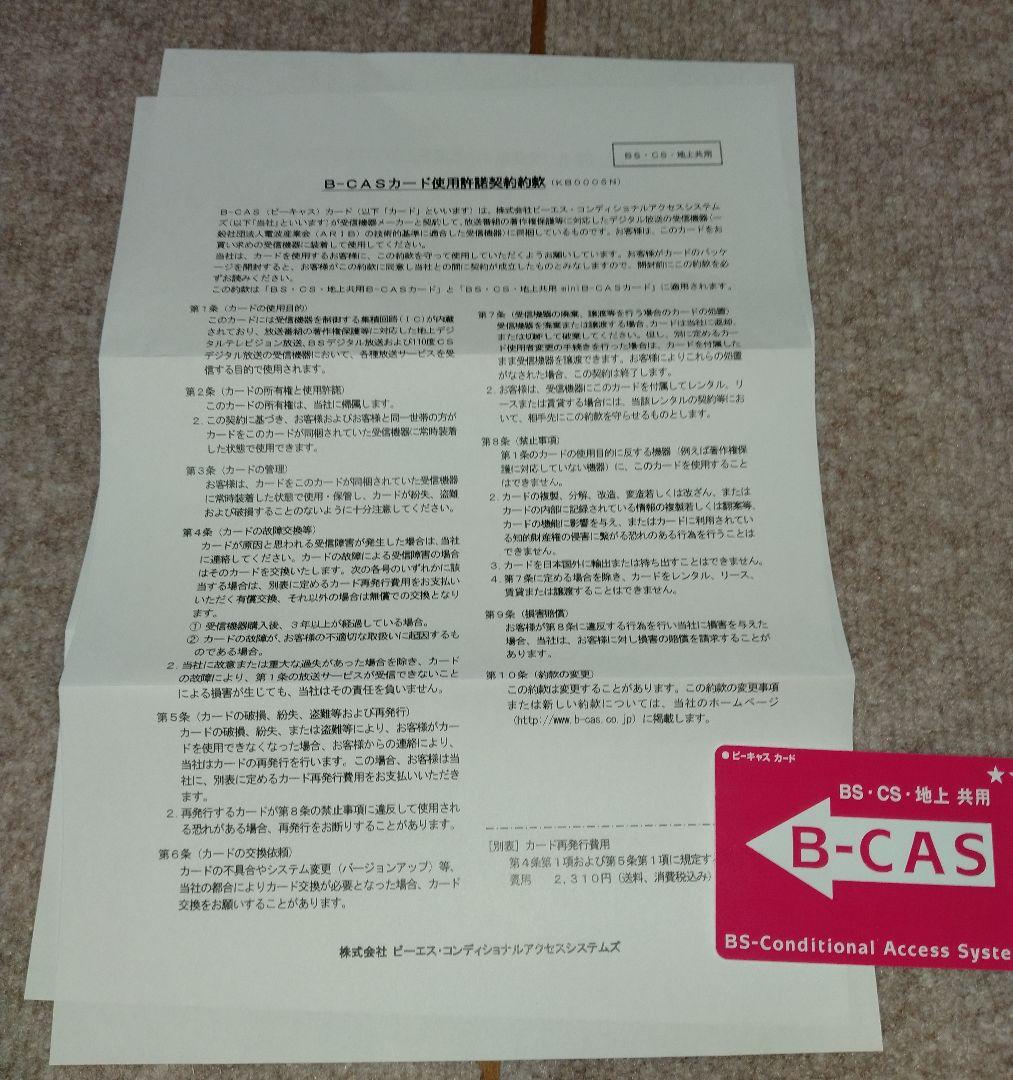 BS・CS・地上共用
B-CASカード使用許諾契約約款(KB0006N)
B-CAS(ビーキャス)カード(以下「カード」といいます)は、株式会社ビーエス・コンディショナルアクセスシステム
ズ(以下「当社」といいます)が受信機器メーカーと契約して、放送番組の著作権保護等に対応したデジタル放送の受信機器(一
般社団法人電波産業会(ARIB)の技術的基準に適合した受信機器)に同梱しているものです。お客様は、このカードをお
買い求めの受信機器に装着して使用してください。
当社は、カードを使用するお客様に、この約款を守って使用していただくようお願いしています。お客様がカードのパッケ
ージを開封すると、お客様がこの約款に同意し当社との間に契約が成立したものとみなしますので、開封前にこの約款を必
ずお読みください。
この約款は「BS・CS・地上共用B-CASカード」と「BS・CS・地上共用 miniB-CASカード」に適用されます。
第1条(カードの使用目的)
このカードには受信機器を制御する集積回路(IC)が内蔵
されており、放送番組の著作権保護等に対応した地上デジ
タルテレビジョン放送、BSデジタル放送および110度CS
デジタル放送の受信機器において、各種放送サービスを受
信する目的で使用されます。
第2条(カードの所有権と使用許諾)
このカードの所有権は、当社に帰属します。
2. この契約に基づき、お客様およびお客様と同一世帯の方が
カードをこのカードが同梱されていた受信機器に常時装着
した状態で使用できます。
第3条(カードの管理)
お客様は、カードをこのカードが同梱されていた受信機器
に常時装着した状態で使用・保管し、カードが紛失、盗難
および破損することのないように十分注意してください。
第4条(カードの故障交換等)
カードが原因と思われる受信障害が発生した場合は、当社
に連絡してください。カードの故障による受信障害の場合
はそのカードを交換いたします。次の各号のいずれかに該
当する場合は、別表に定めるカード再発行費用をお支払い
いただく有償交換、それ以外の場合は無償での交換となり
ます。
① 受信機器購入後、3年以上が経過している場合。
② カードの故障が、お客様の不適切な取扱いに起因するも
のである場合。
2. 当社に故意または重大な過失があった場合を除き、カード
の故障により、第1条の放送サービスが受信できないこと
による損害が生じても、当社はその責任を負いません。
第5条(カードの破損、紛失、盗難等および再発行)
カードの破損、紛失、または盗難等により、お客様がカー
ドを使用できなくなった場合、お客様からの連絡により、
当社はカードの再発行を行います。この場合、お客様は当
社に、別表に定めるカード再発行費用をお支払いいただき
ます。
2. 再発行するカードが第8条の禁止事項に違反して使用され
る恐れがある場合、再発行をお断りすることがあります。
第6条(カードの交換依頼)
カードの不具合やシステム変更(バージョンアップ)等、
当社の都合によりカード交換が必要となった場合、カード
交換をお願いすることがあります。
第7条(受信機器の廃棄、譲渡等を行う場合のカードの処置)
受信機器を廃棄または譲渡する場合、カードは当社に返却、
または切断して破棄してください。但し、別に定めるカー
ド使用者変更の手続きを行った場合は、カードを付属した
まま受信機器を譲渡できます。お客様によりこれらの処置
がなされた場合、この契約は終了します。
2. お客様は、受信機器にこのカードを付属してレンタル、リ
ースまたは賃貸する場合には、当該レンタルの契約等にお
いて、相手先にこの約款を守らせるものとします。
第8条(禁止事項)
第1条のカードの使用目的に反する機器(例えば著作権保
護に対応していない機器)に、このカードを使用すること
はできません。
2. カードの複製、分解、改造、変造若しくは改ざん、または
カードの内部に記録されている情報の複製若しくは翻案等、
カードの機能に影響を与え、またはカードに利用されてい
る知的財産権の侵害に繋がる恐れのある行為を行うことは
できません。
3. カードを日本国外に輸出または持ち出すことはできません。
4. 第7条に定める場合を除き、カードをレンタル、リース、
賃貸または譲渡することはできません。
第9条(損害賠償)
お客様が第8条に違反する行為を行い当社に損害を与えた
場合、当社は、お客様に対し損害の賠償を請求することが
あります。
第10条(約款の変更)
この約款は変更することがあります。この約款の変更事項
または新しい約款については、当社のホームページ
(http://www.b-cas.co.jp)に掲載します。
[別表] カード再発行費用
第4条第1項および第5条第1項に規定する
費用 2,310円(送料、消費税込み)
株式会社 ビーエス・コンディショナルアクセスシステムズ
●ビーキャス カード
★
BS・CS・地上 共用
B-CAS
BS-Conditional Access Syste